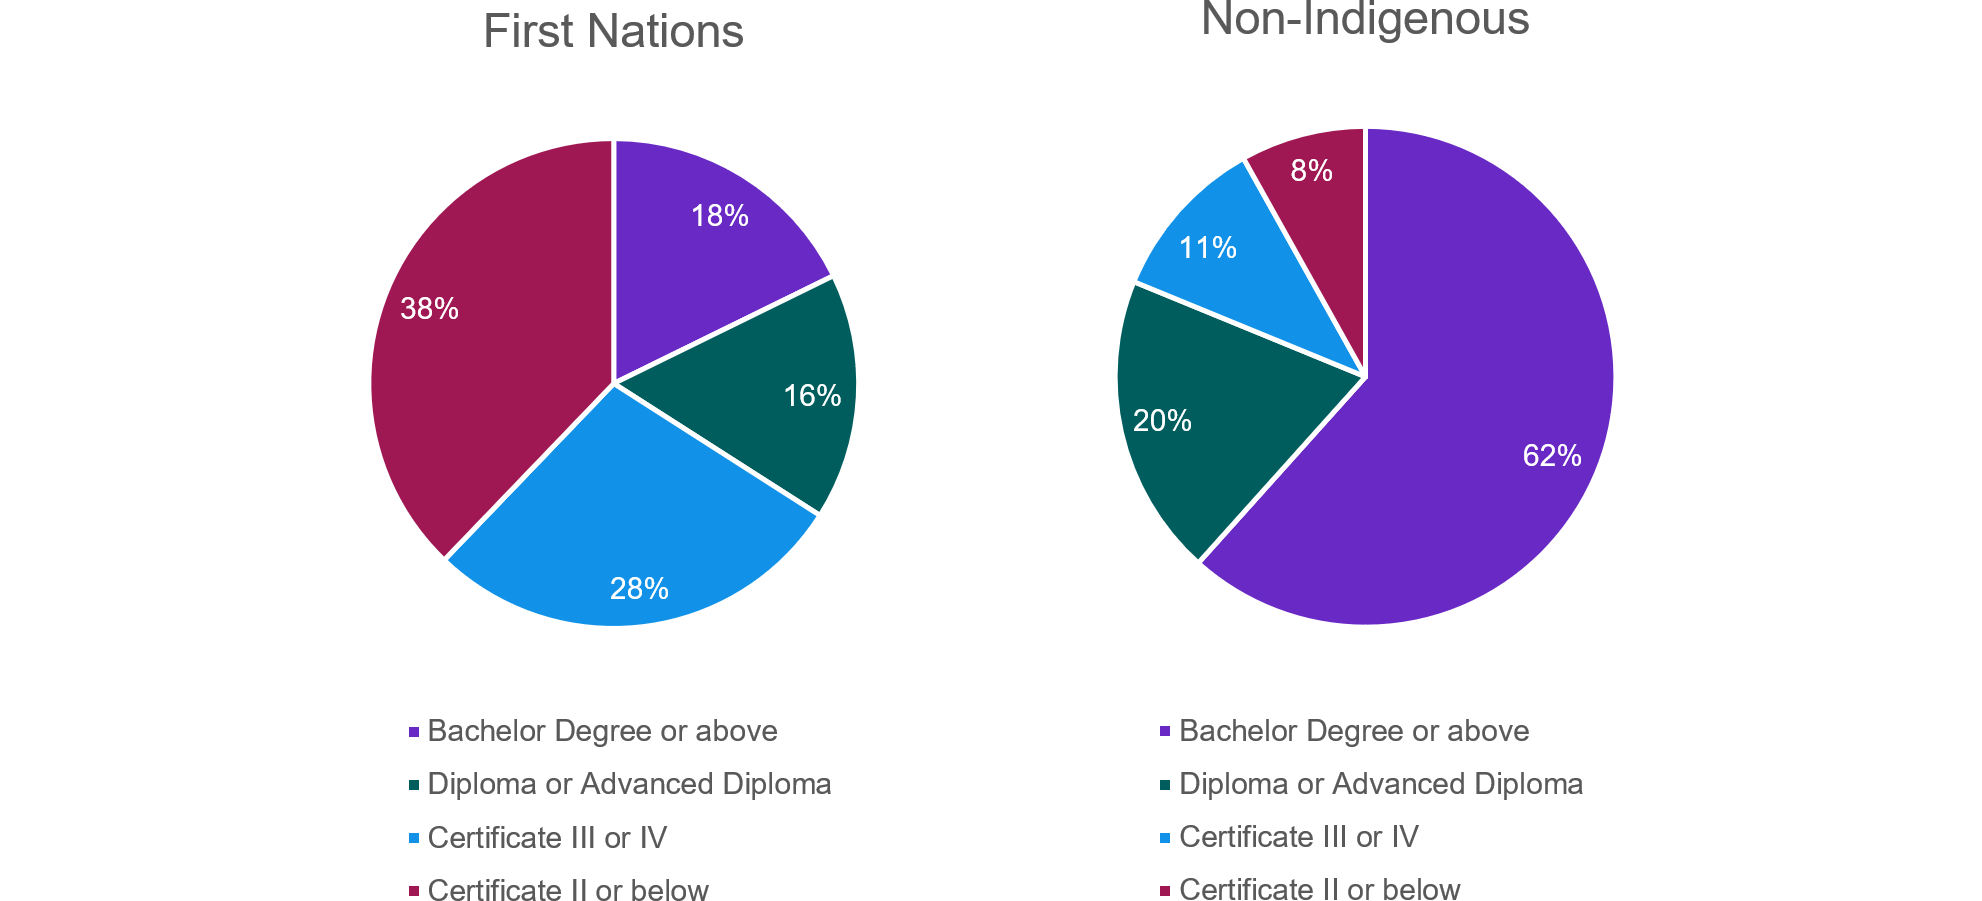 First Nations
18%
16%
28%
38%
Bachelor Degree or above
Diploma or Advanced Diploma
Certificate III or IV
Certificate II or below
Non-Indigenous
62%
20%
11%
8%
Bachelor Degree or above
Diploma or Advanced Diploma
Certificate III or IV
Certificate II or below